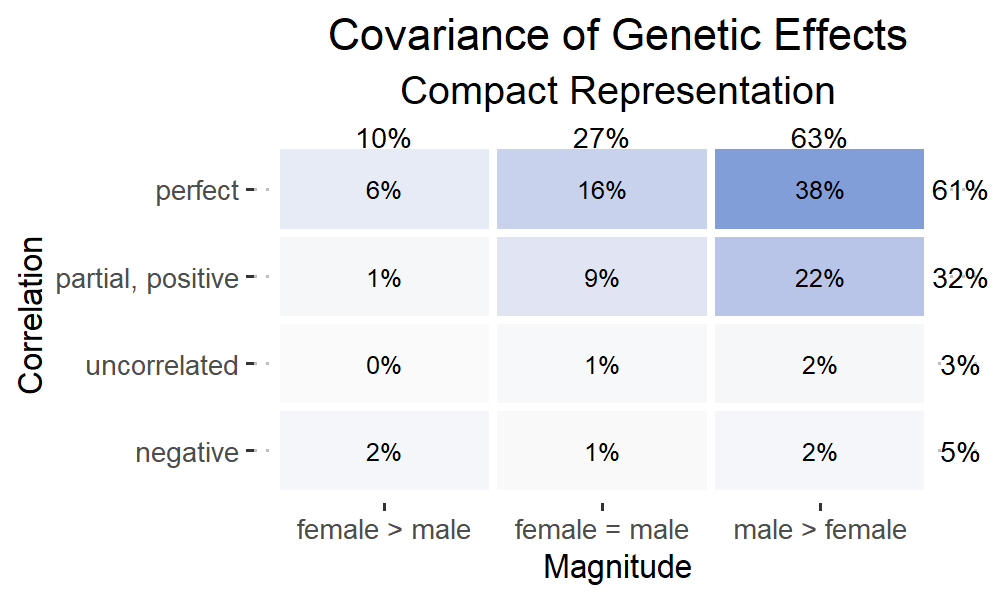 Covariance of Genetic Effects
Compact Representation
10% 27% 63%
perfect 6% 16% 38% 61%
partial, positive 1% 9% 22% 32%
uncorrelated 0% 1% 2% 3%
negative 2% 1% 2% 5%
female > male female = male male > female
Magnitude
Correlation